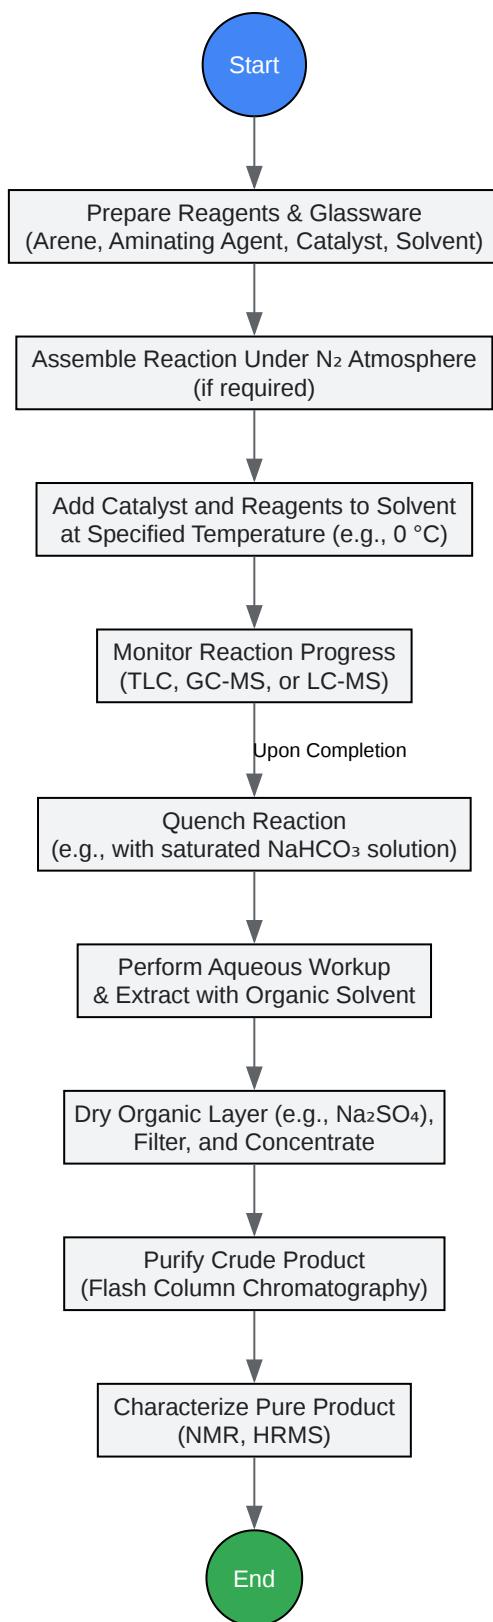 Start
Prepare Reagents & Glassware
(Arene, Aminating Agent, Catalyst, Solvent)
Assemble Reaction Under N₂ Atmosphere
(if required)
Add Catalyst and Reagents to Solvent
at Specified Temperature (e.g., 0 °C)
Monitor Reaction Progress
(TLC, GC-MS, or LC-MS)
Upon Completion
Quench Reaction
(e.g., with saturated NaHCO₃ solution)
Perform Aqueous Workup
& Extract with Organic Solvent
Dry Organic Layer (e.g., Na₂SO₄),
Filter, and Concentrate
Purify Crude Product
(Flash Column Chromatography)
Characterize Pure Product
(NMR, HRMS)
End